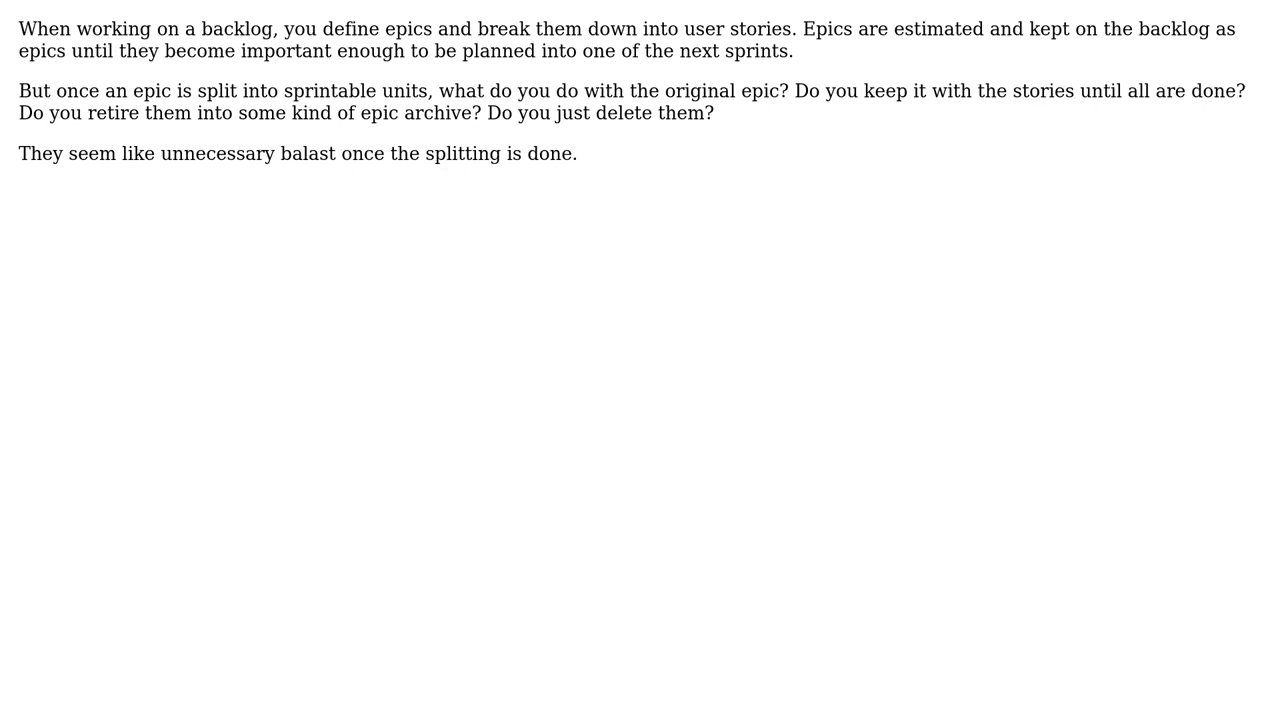 When working on a backlog, you define epics and break them down into user stories. Epics are estimated and kept on the backlog as
epics until they become important enough to be planned into one of the next sprints.
But once an epic is split into sprintable units, what do you do with the original epic? Do you keep it with the stories until all are done?
Do you retire them into some kind of epic archive? Do you just delete them?
They seem like unnecessary balast once the splitting is done.